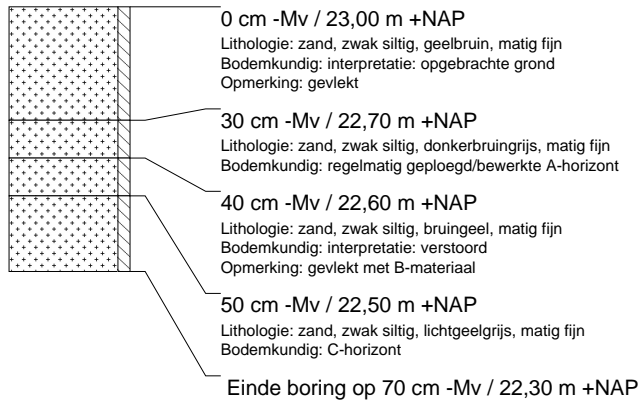 0 cm -Mv / 23,00 m +NAP
Lithologie: zand, zwak siltig, geelbruin, matig fijn
Bodemkundig: interpretatie: opgebrachte grond
Opmerking: gevlekt
30 cm -Mv / 22,70 m +NAP
Lithologie: zand, zwak siltig, donkerbruingrijs, matig fijn
Bodemkundig: regelmatig geploegd/bewerkte A-horizont
40 cm -Mv / 22,60 m +NAP
Lithologie: zand, zwak siltig, bruingeel, matig fijn
Bodemkundig: interpretatie: verstoord
Opmerking: gevlekt met B-materiaal
50 cm -Mv / 22,50 m +NAP
Lithologie: zand, zwak siltig, lichtgeelgrijs, matig fijn
Bodemkundig: C-horizont
Einde boring op 70 cm -Mv / 22,30 m +NAP